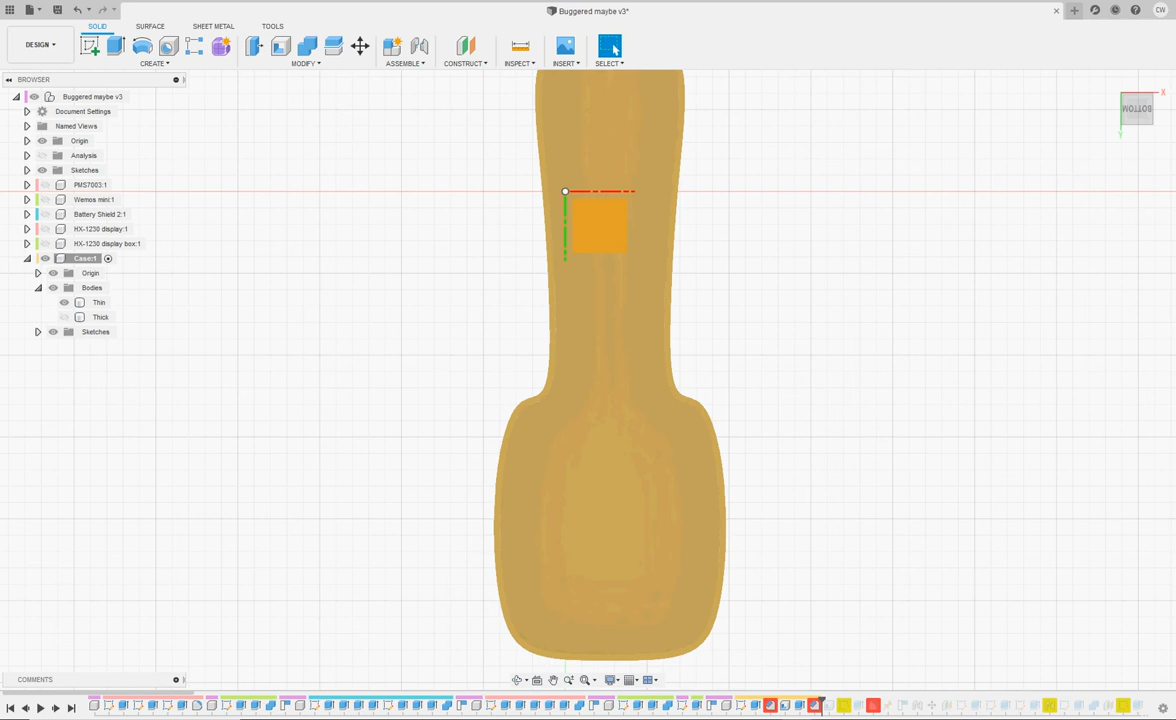 Buggered maybe v3*
CW
DESIGN
SOLID
SURFACE
SHEET METAL
TOOLS
CREATE
MODIFY
ASSEMBLE
CONSTRUCT
INSPECT
INSERT
SELECT
BROWSER
Buggered maybe v3
Document Settings
Named Views
Origin
Analysis
Sketches
PMS7003:1
Wemos mini:1
Battery Shield 2:1
HX-1230 display:1
HX-1230 display box:1
Case:1
Origin
Bodies
Thin
Thick
Sketches
X
BOTTOM
Y
COMMENTS